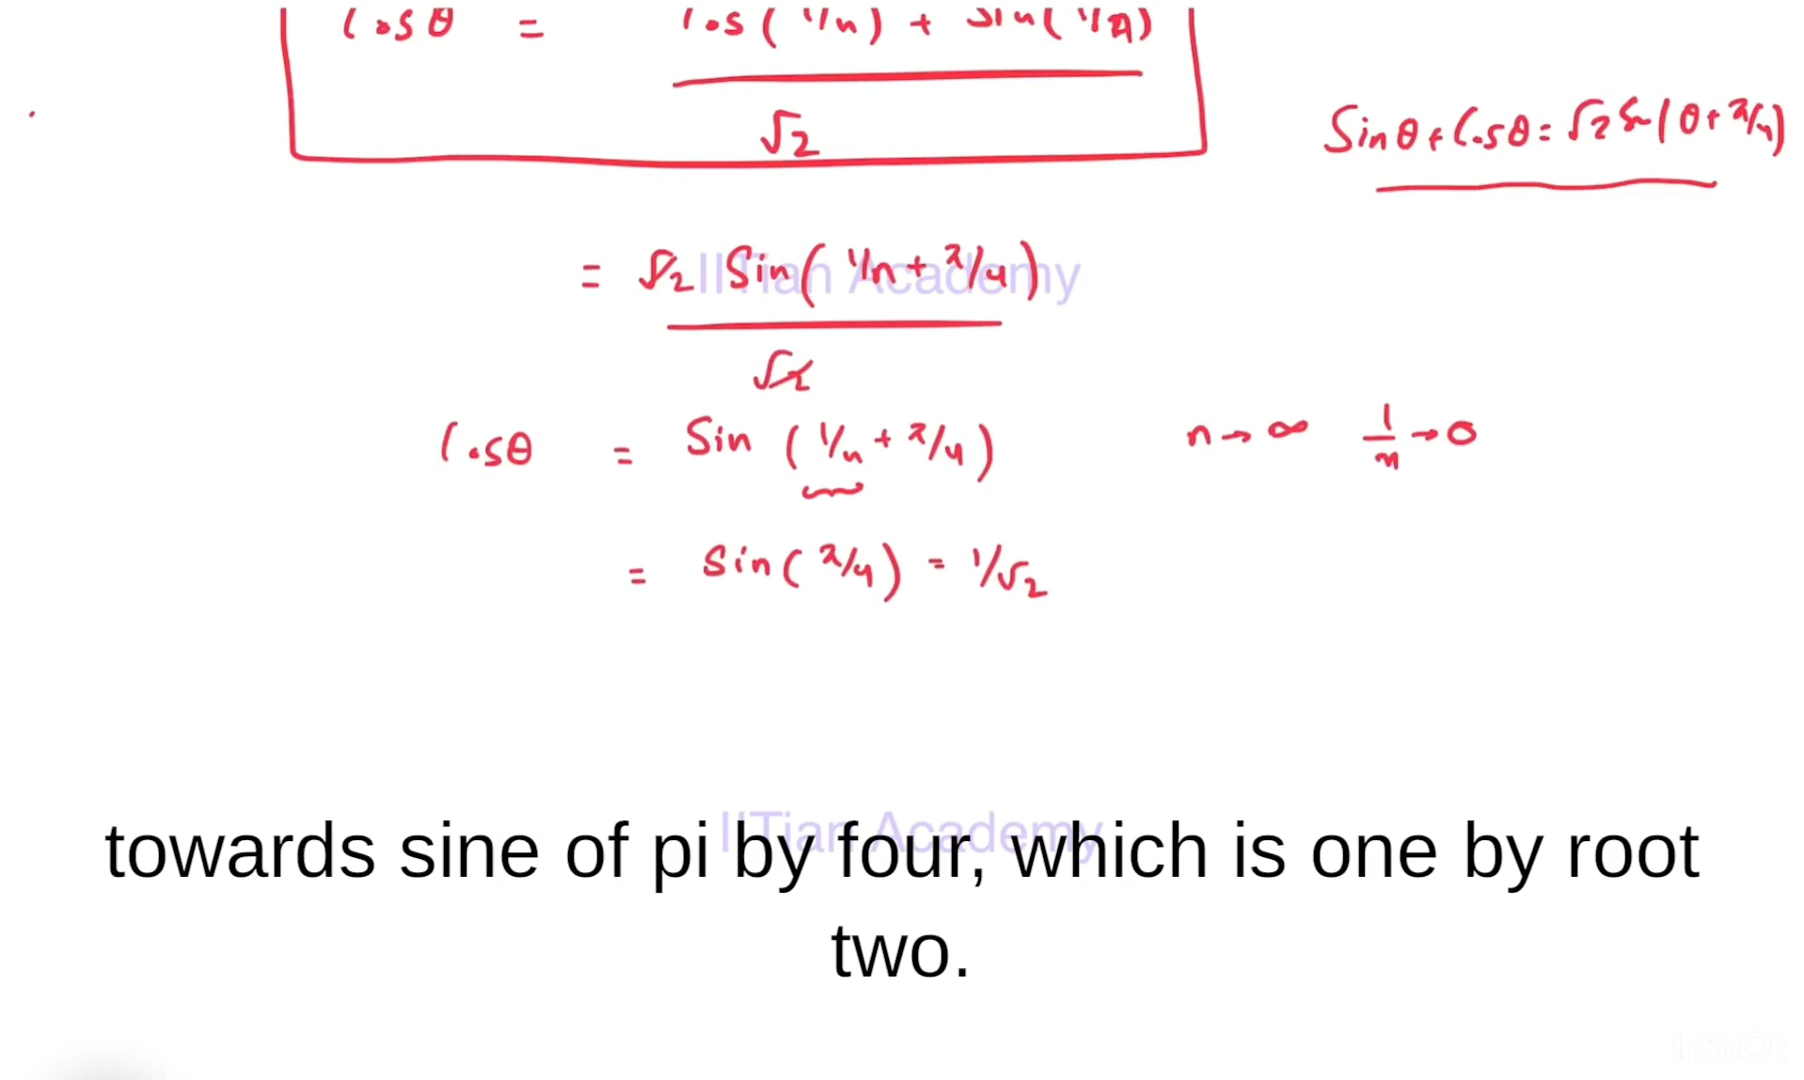 Cosθ = Cos(1/n) + Sin(1/n)
√2
Sinθ + Cosθ = √2 Sin(θ + π/4)
= √2 Sin(1/n + π/4)
IITian Academy
√2
Cosθ = Sin(1/n + π/4)
n → ∞ 1/n → 0
= Sin(π/4) = 1/√2
IITian Academy
towards sine of pi by four, which is one by root
two.